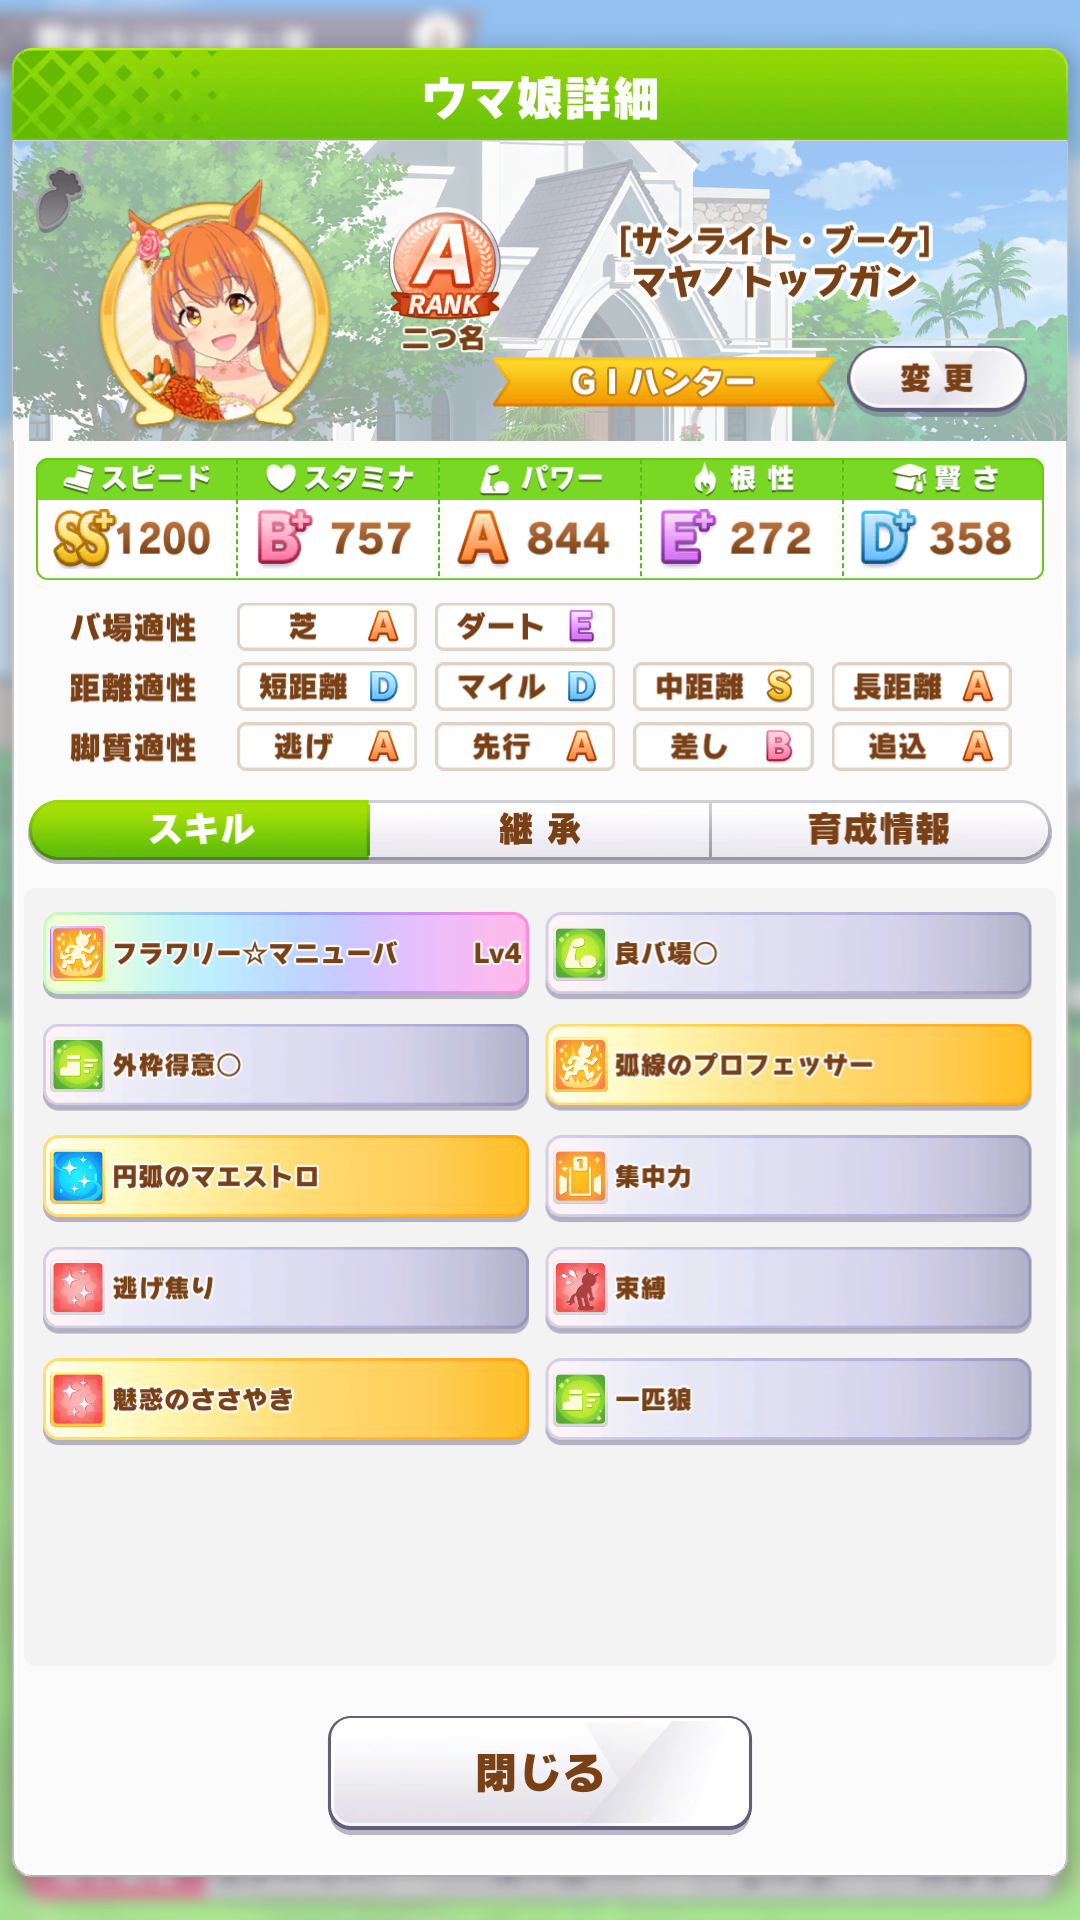 ウマ娘詳細
A
RANK
二つ名
[サンライト・ブーケ]
マヤノトップガン
GIハンター
変更
スピード スタミナ パワー 根性 賢さ
SS+ 1200 B+ 757 A 844 E+ 272 D+ 358
バ場適性 芝 A ダート E
距離適性 短距離 D マイル D 中距離 S 長距離 A
脚質適性 逃げ A 先行 A 差し B 追込 A
スキル 継承 育成情報
フラワリー☆マニューバ Lv4 良バ場○
外枠得意○ 弧線のプロフェッサー
円弧のマエストロ 集中力
逃げ焦り 束縛
魅惑のささやき 一匹狼
閉じる